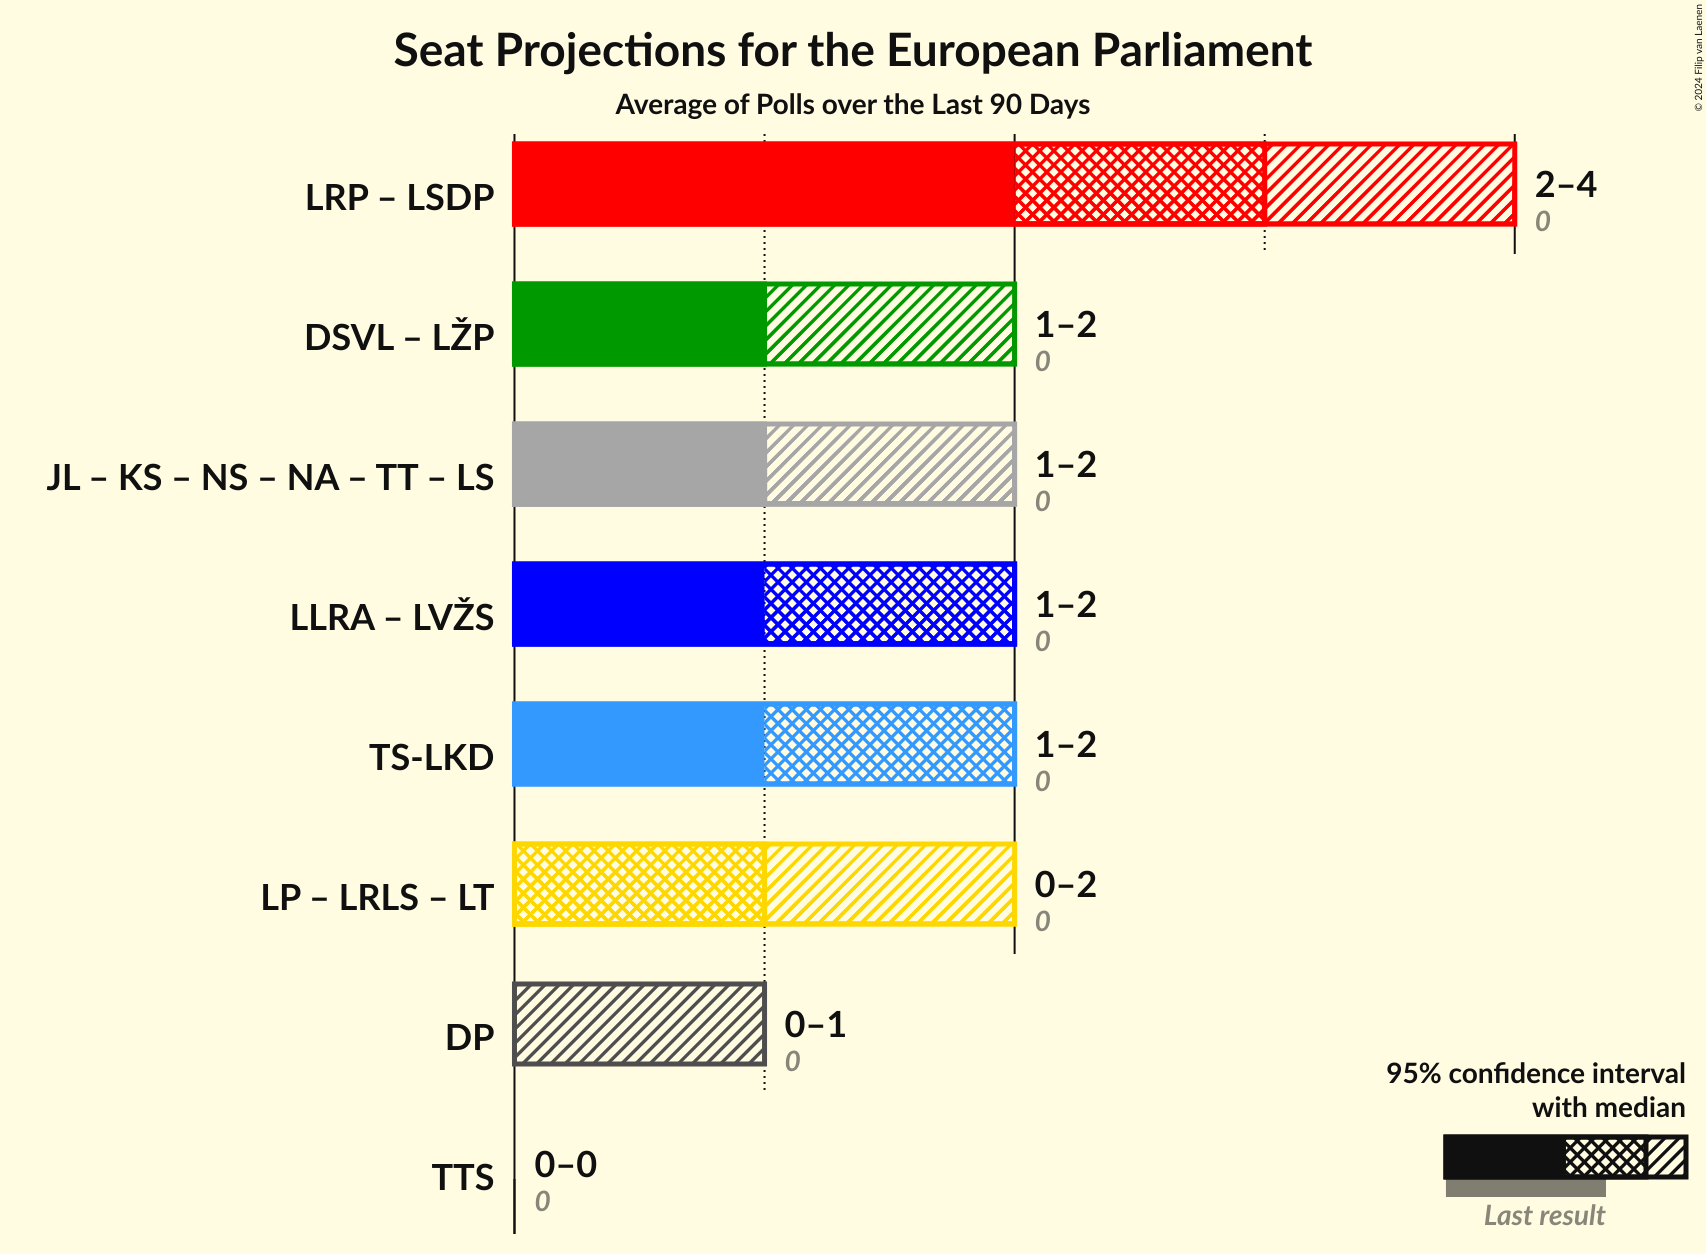 Seat Projections for the European Parliament
Average of Polls over the Last 90 Days
© 2024 Filip van Laenen
LRP – LSDP
2–4
0
DSVL – LŽP
1–2
0
JL – KS – NS – NA – TT – LS
1–2
0
LLRA – LVŽS
1–2
0
TS-LKD
1–2
0
LP – LRLS – LT
0–2
0
DP
0–1
0
TTS
0–0
0
95% confidence interval
with median
Last result